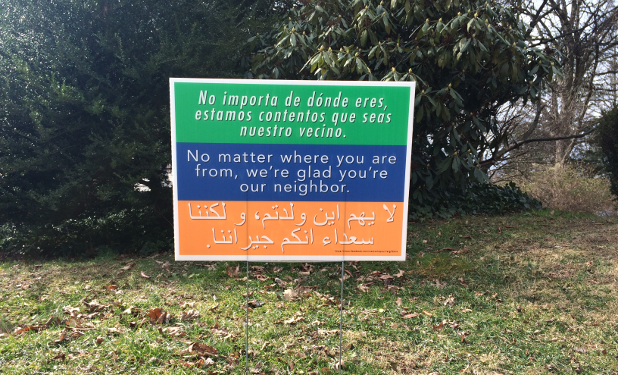 No importa de dónde eres,
estamos contentos que seas
nuestro vecino.
No matter where you are
from, we're glad you're
our neighbor.
لا يهم اين ولدتم، و لكننا
سعداء انكم جيراننا.